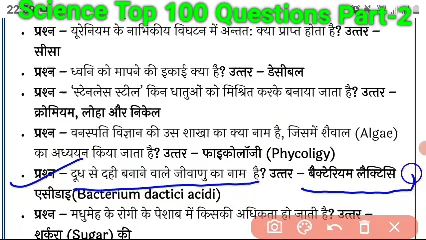 Science Top 100 Questions Part-2
• प्रश्न – यूरेनियम के नाभिकीय विघटन में अन्ततः क्या प्राप्त होता है? उत्तर –
सीसा
• प्रश्न – ध्वनि को मापने की इकाई क्या है? उत्तर – डेसीबल
• प्रश्न – ‘स्टेनलेस स्टील’ किन धातुओं को मिश्रित करके बनाया जाता है? उत्तर –
क्रोमियम, लोहा और निकेल
• प्रश्न – वनस्पति विज्ञान की उस शाखा का क्या नाम है, जिसमें शैवाल (Algae)
का अध्ययन किया जाता है? उत्तर – फाइकोलॉजी (Phycoligy)
• प्रश्न – दूध से दही बनाने वाले जीवाणु का नाम है? उत्तर – बैक्टेरियम लैक्टिसि
एसीडाइ(Bacterium dactici acidi)
• प्रश्न – मधुमेह के रोगी के पेशाब में किसकी अधिकता हो जाती है? उत्तर –
शर्करा (Sugar) की